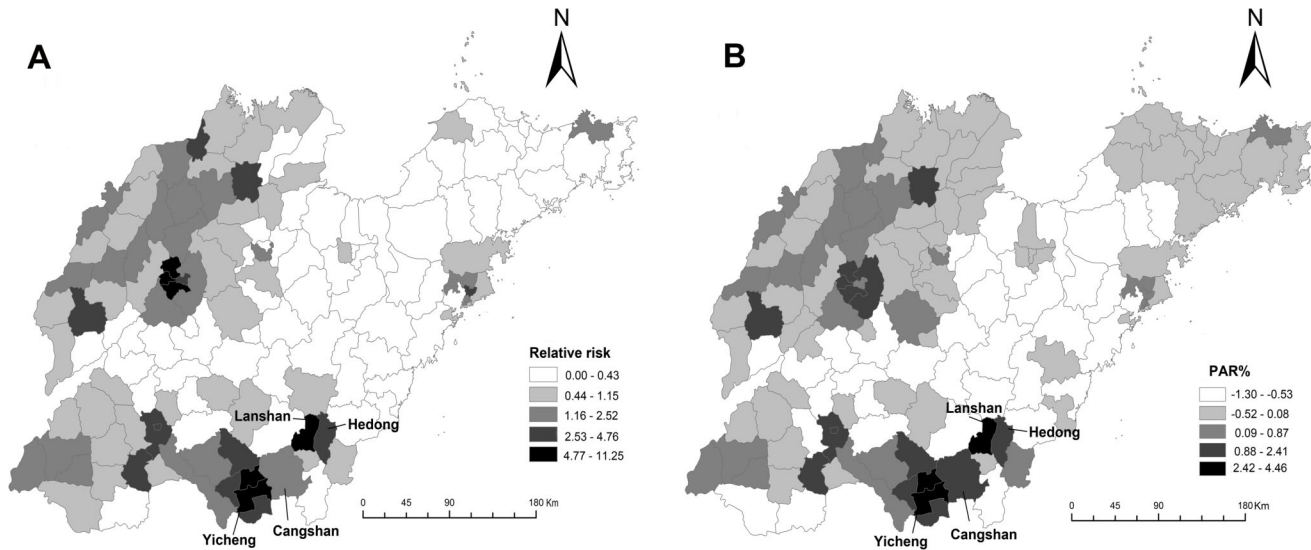 A
N
Relative risk
0.00 - 0.43
0.44 - 1.15
1.16 - 2.52
2.53 - 4.76
4.77 - 11.25
Lanshan
Hedong
Yicheng
Cangshan
0 45 90 180 Km
B
N
PAR%
-1.30 - -0.53
-0.52 - 0.08
0.09 - 0.87
0.88 - 2.41
2.42 - 4.46
Lanshan
Hedong
Yicheng
Cangshan
0 45 90 180 Km